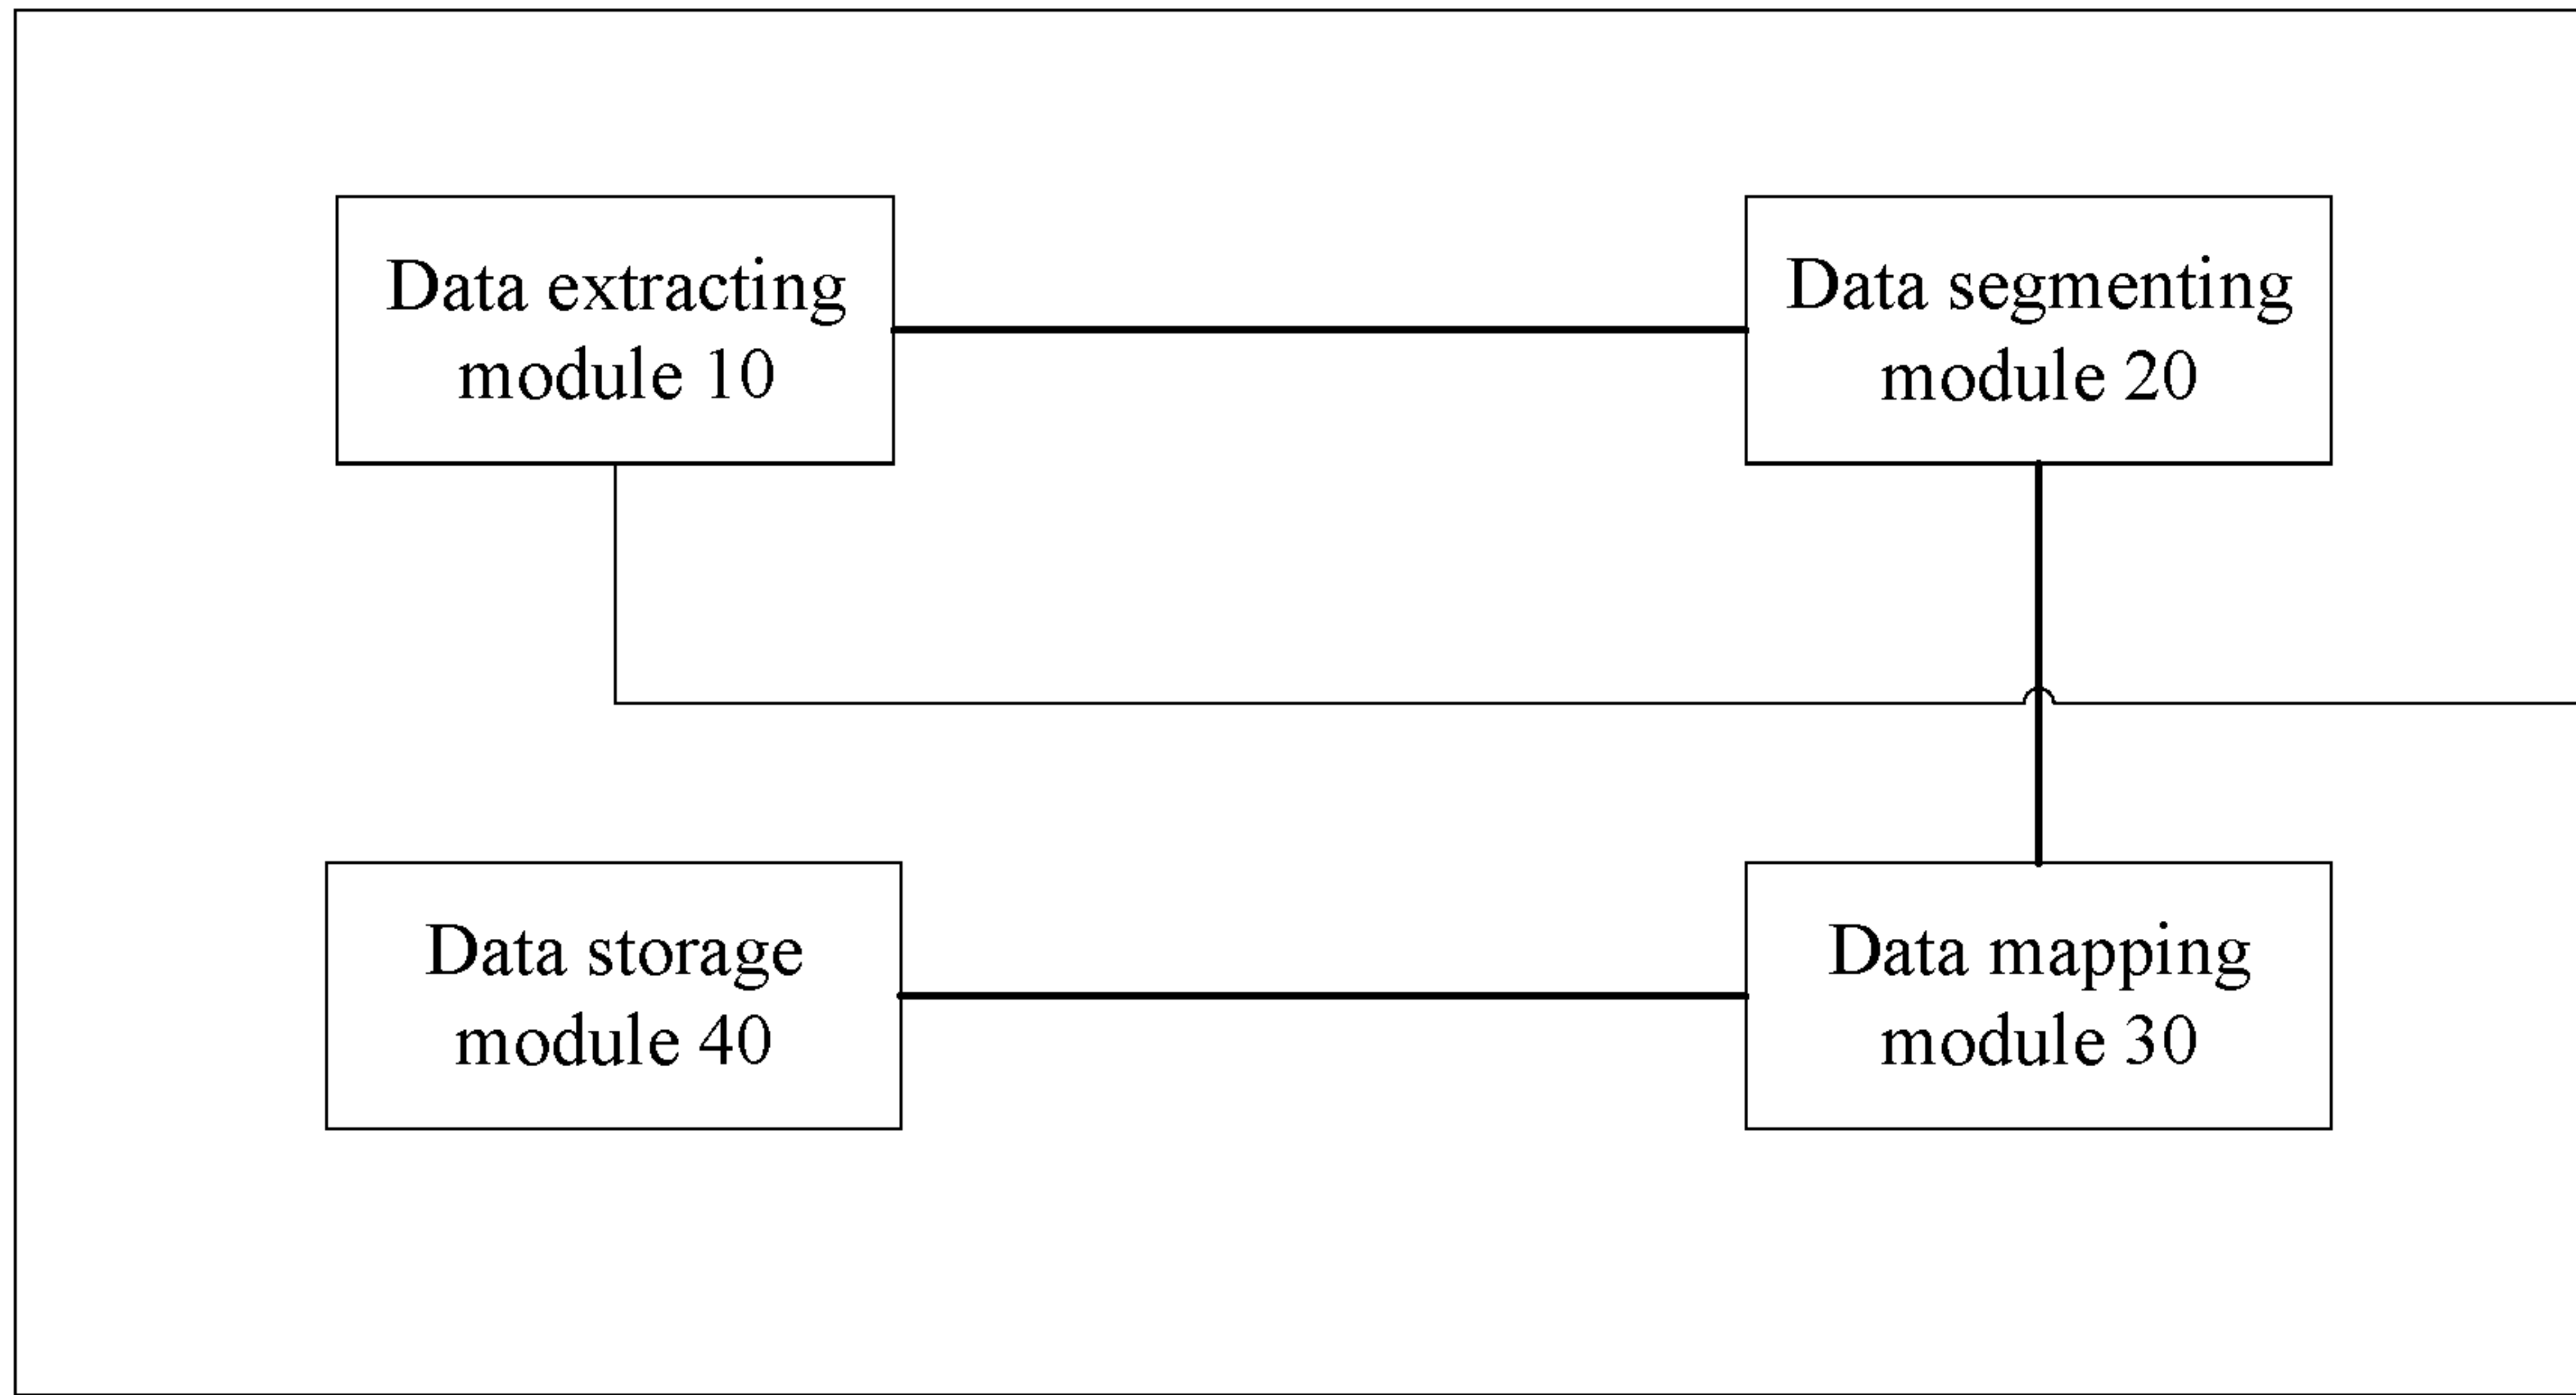 Data extracting
module 10
Data segmenting
module 20
Data storage
module 40
Data mapping
module 30